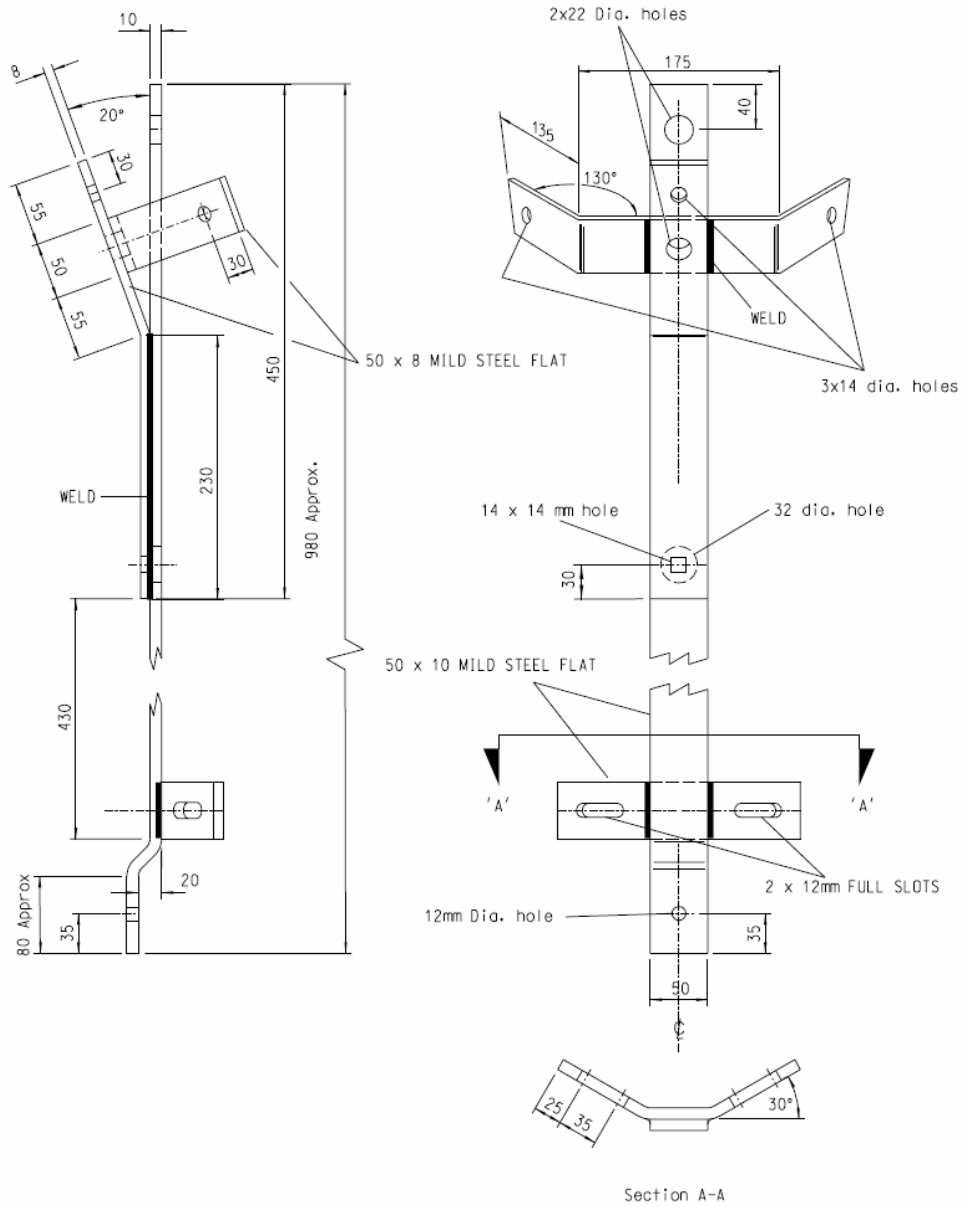 10
2x22 Dia. holes
175
8
20°
40
135
30
130°
55
50
30
55
WELD
50 x 8 MILD STEEL FLAT
3x14 dia. holes
450
230
980 Approx.
WELD
14 x 14 mm hole
32 dia. hole
30
50 x 10 MILD STEEL FLAT
430
'A'
'A'
20
2 x 12mm FULL SLOTS
80 Approx
35
12mm Dia. hole
35
50
℄
25
35
30°
Section A-A